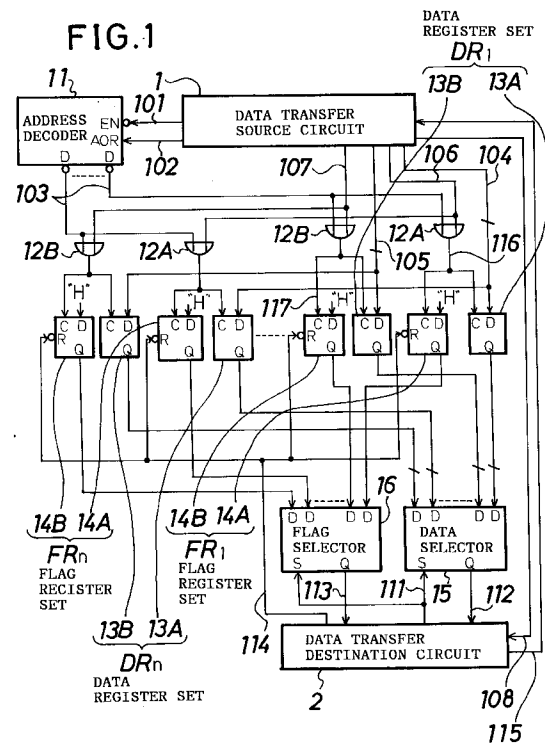 FIG.1
DATA
REGISTER SET
DR1
13B 13A
11
1
ADDRESS
DECODER
EN
AOR
D D
101
102
DATA TRANSFER
SOURCE CIRCUIT
103
107
106
104
12B
12A
12B
12A
105
116
"H"
"H"
117
"H"
"H"
C D
R
Q
D
Q
C D
Q
C D
Q
C D
R
Q
C D
Q
C D
Q
C D
Q
16
14B 14A
FRn
FLAG
RECISTER
SET
14B 14A
FR1
FLAG
REGISTER
SET
D D D D
FLAG
SELECTOR
S Q
D D D D
DATA SELECTOR
S Q
15
113
111
112
114
13B 13A
DRn
DATA
REGISTER SET
DATA TRANSFER
DESTINATION CIRCUIT
2
108
115